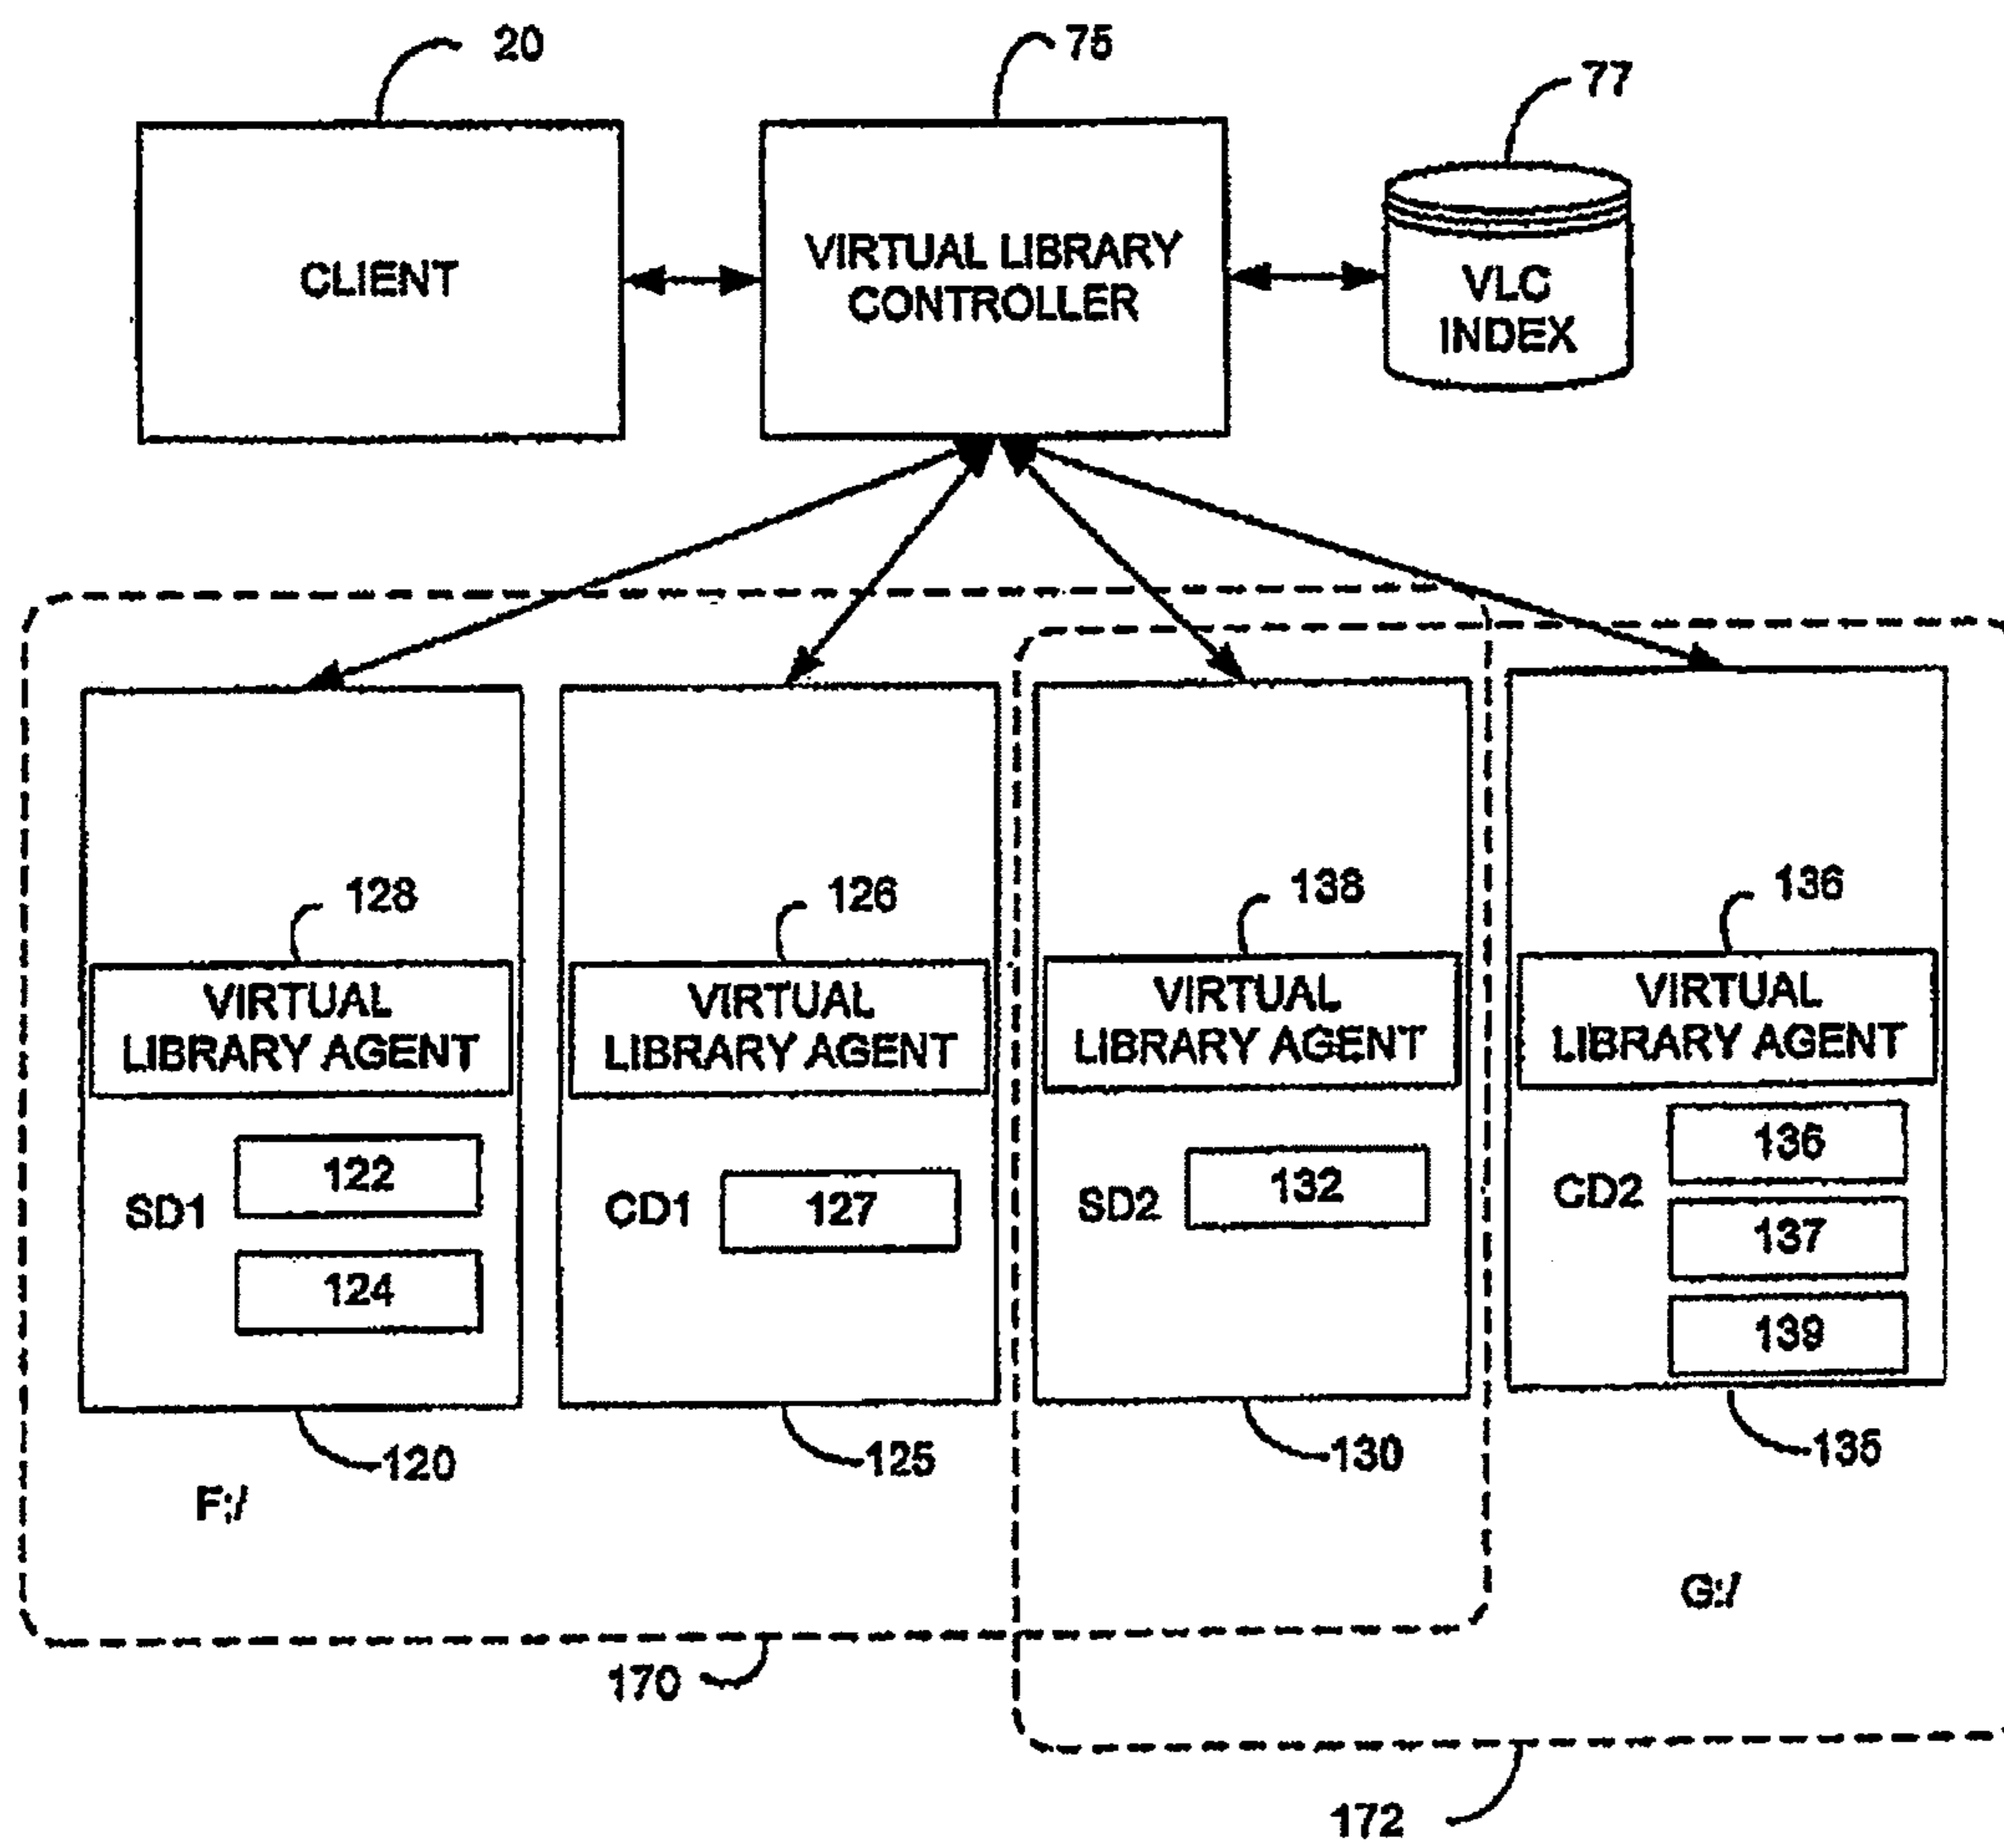 20
75
77
CLIENT
VIRTUAL LIBRARY
CONTROLLER
VLC
INDEX
128
126
138
136
VIRTUAL
LIBRARY AGENT
VIRTUAL
LIBRARY AGENT
VIRTUAL
LIBRARY AGENT
VIRTUAL
LIBRARY AGENT
SD1
122
124
CD1
127
SD2
132
CD2
136
137
139
120
125
130
135
F:/
G:/
170
172